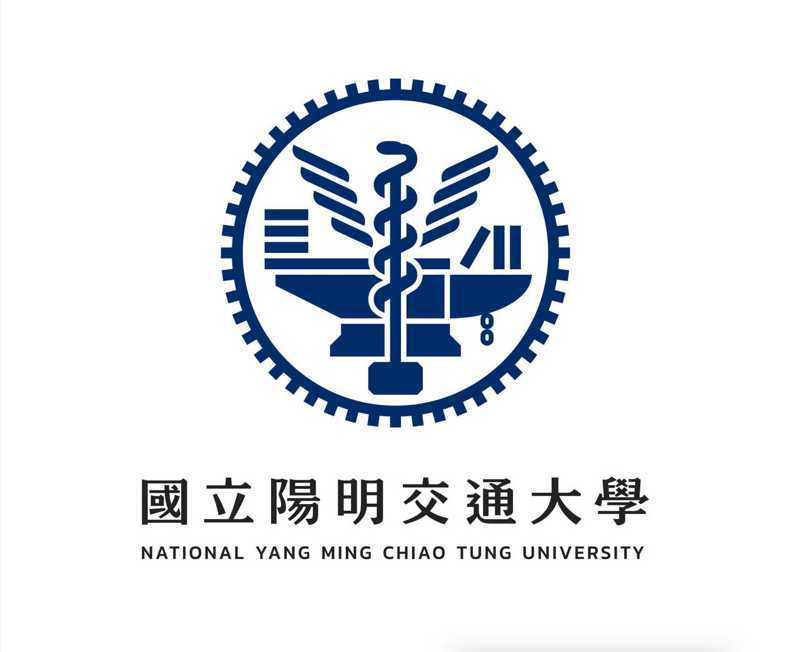 國立陽明交通大學
NATIONAL YANG MING CHIAO TUNG UNIVERSITY